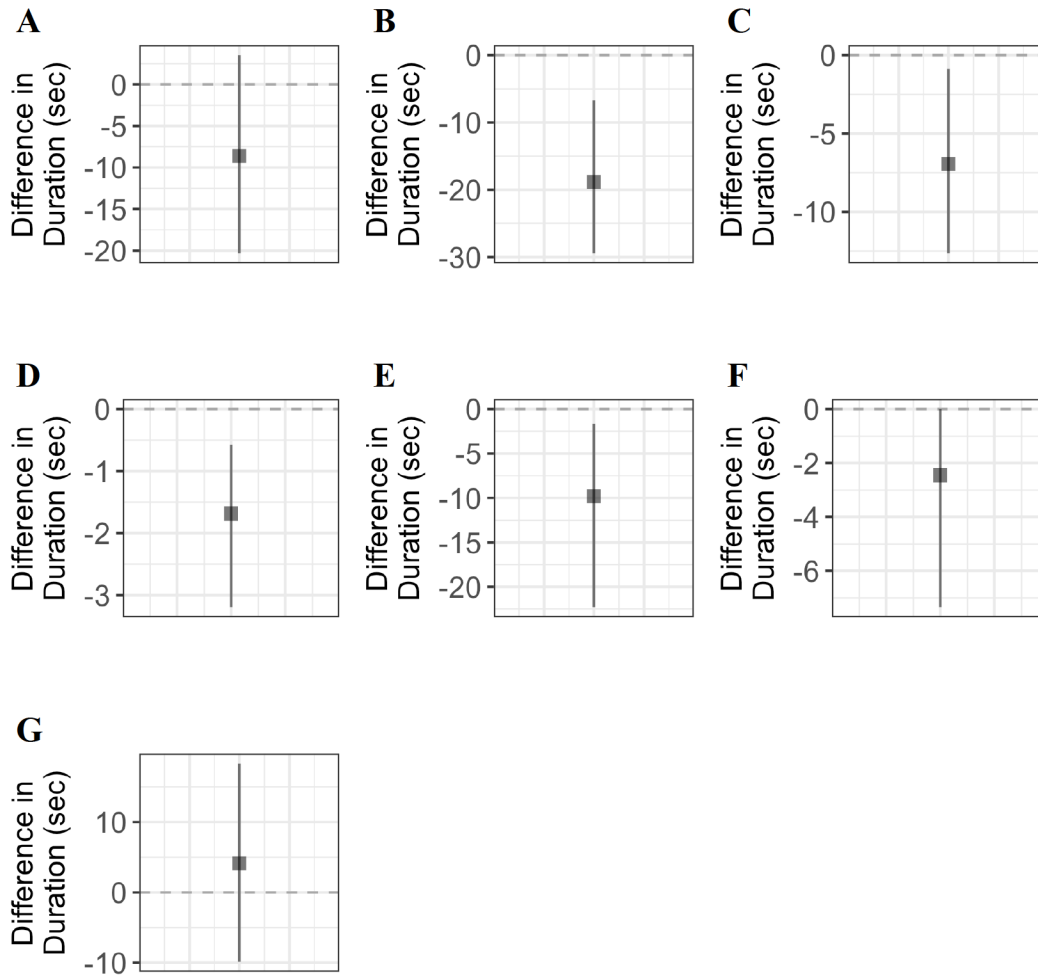 A
Difference in
Duration (sec)
0
-5
-10
-15
-20
B
Difference in
Duration (sec)
0
-10
-20
-30
C
Difference in
Duration (sec)
0
-5
-10
D
Difference in
Duration (sec)
0
-1
-2
-3
E
Difference in
Duration (sec)
0
-5
-10
-15
-20
F
Difference in
Duration (sec)
0
-2
-4
-6
G
Difference in
Duration (sec)
10
0
-10